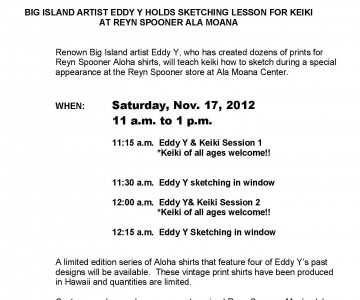 BIG ISLAND ARTIST EDDY Y HOLDS SKETCHING LESSON FOR KEIKI
AT REYN SPOONER ALA MOANA
Renown Big Island artist Eddy Y, who has created dozens of prints for
Reyn Spooner Aloha shirts, will teach keiki how to sketch during a special
appearance at the Reyn Spooner store at Ala Moana Center.
WHEN: Saturday, Nov. 17, 2012
11 a.m. to 1 p.m.
11:15 a.m. Eddy Y & Keiki Session 1
*Keiki of all ages welcome!!
11:30 a.m. Eddy Y sketching in window
12:00 a.m. Eddy Y& Keiki Session 2
*Keiki of all ages welcome!!
12:15 a.m. Eddy Y Sketching in window
A limited edition series of Aloha shirts that feature four of Eddy Y's past
designs will be available. These vintage print shirts have been produced
in Hawaii and quantities are limited.